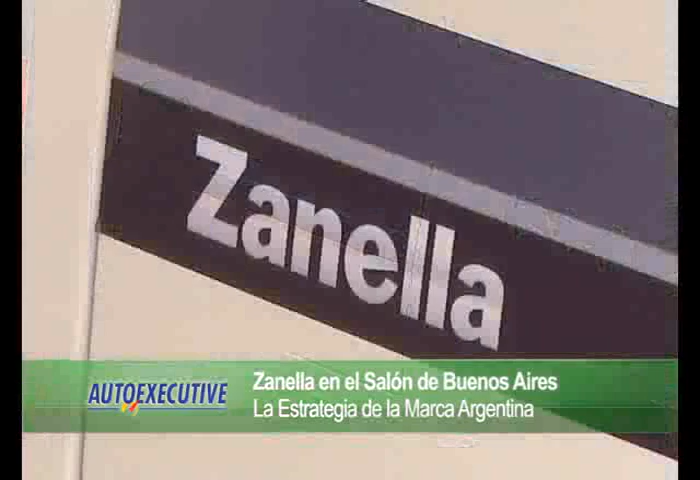 Zanella
AUTOEXECUTIVE
Zanella en el Salón de Buenos Aires
La Estrategia de la Marca Argentina